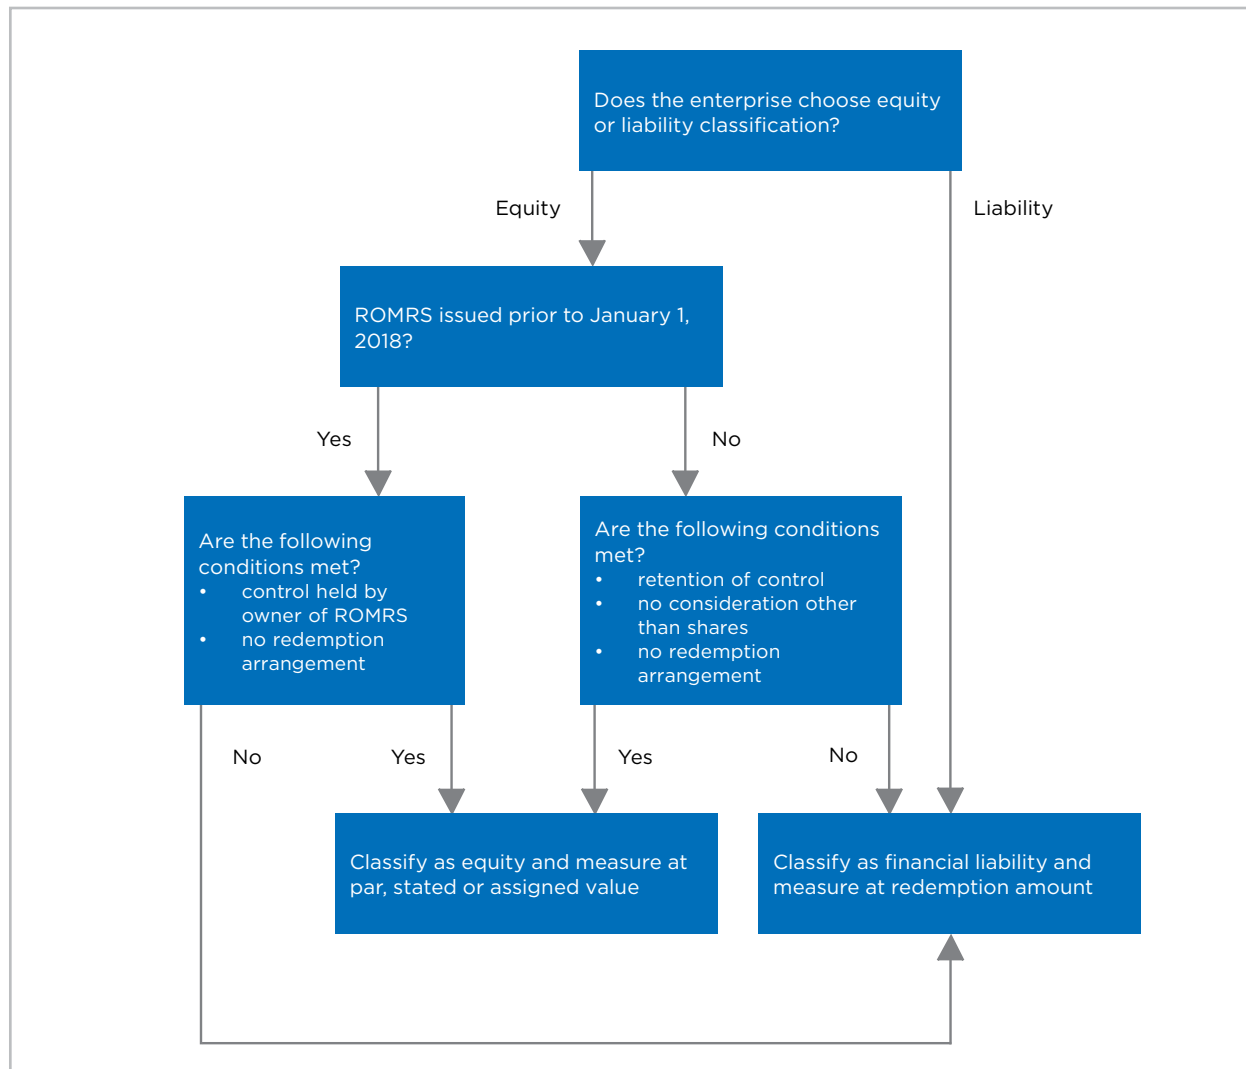 Does the enterprise choose equity
or liability classification?
Equity
Liability
ROMRS issued prior to January 1,
2018?
Yes
No
Are the following
conditions met?
• control held by
owner of ROMRS
• no redemption
arrangement
Are the following conditions
met?
• retention of control
• no consideration other
than shares
• no redemption
arrangement
No
Yes
Yes
No
Classify as equity and measure at
par, stated or assigned value
Classify as financial liability and
measure at redemption amount